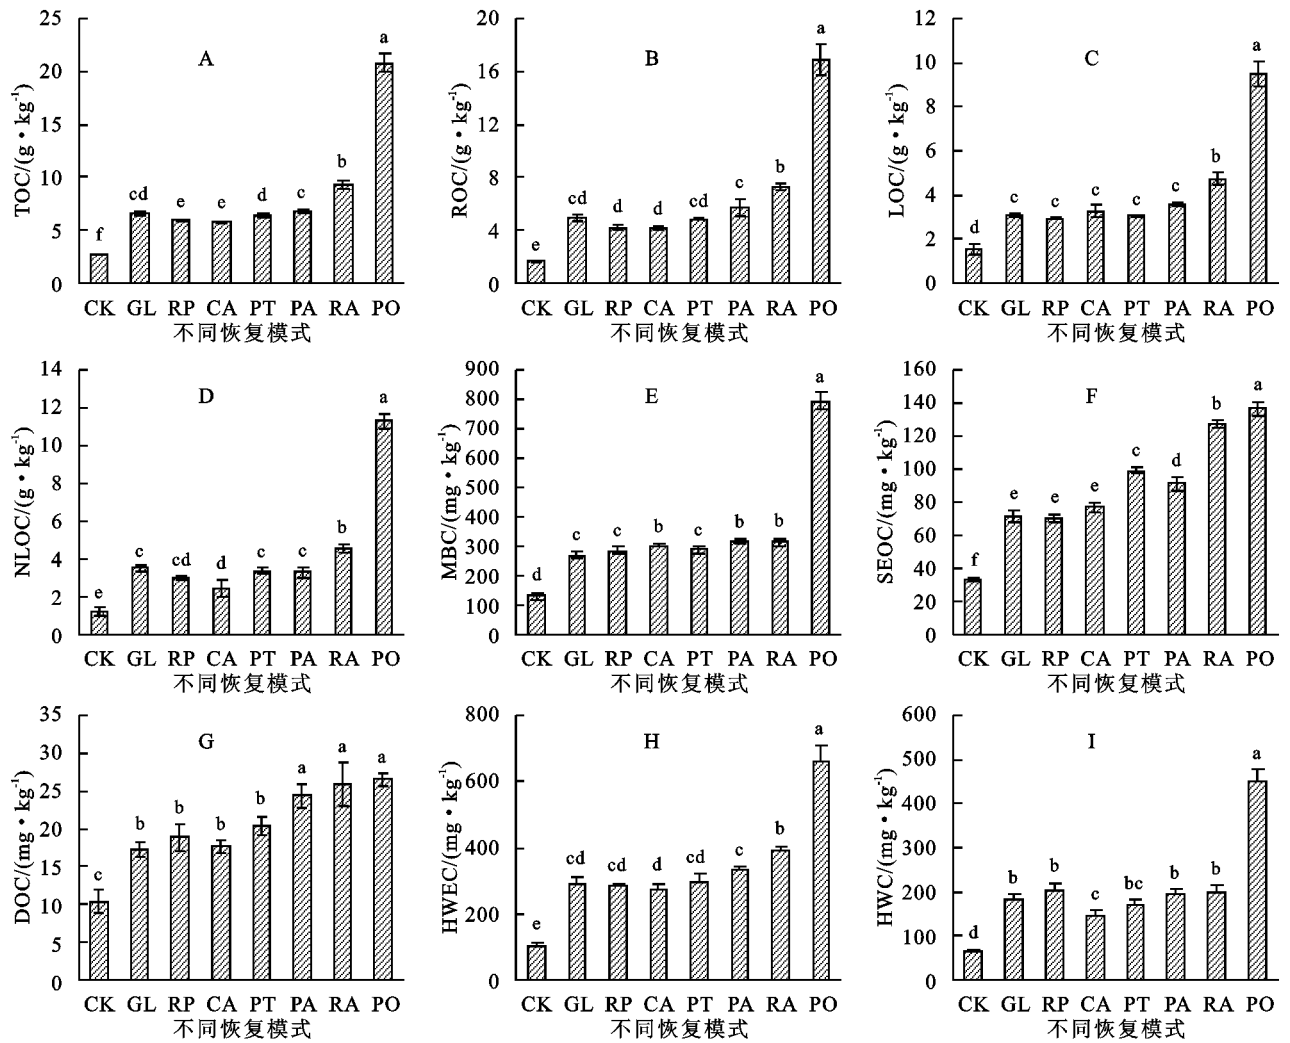 A
TOC/(g·kg⁻¹)
25
20
15
10
5
0
f
cd
e
e
d
c
b
a
CK GL RP CA PT PA RA PO
不同恢复模式
B
ROC/(g·kg⁻¹)
20
16
12
8
4
0
e
cd
d
d
cd
c
b
a
CK GL RP CA PT PA RA PO
不同恢复模式
C
LOC/(g·kg⁻¹)
12
10
8
6
4
2
0
d
c
c
c
c
c
b
a
CK GL RP CA PT PA RA PO
不同恢复模式
D
NLOC/(g·kg⁻¹)
14
12
10
8
6
4
2
0
e
c
cd
d
c
c
b
a
CK GL RP CA PT PA RA PO
不同恢复模式
E
MBC/(mg·kg⁻¹)
900
800
700
600
500
400
300
200
100
0
d
c
c
b
c
b
b
a
CK GL RP CA PT PA RA PO
不同恢复模式
F
SEOC/(mg·kg⁻¹)
160
140
120
100
80
60
40
20
0
f
e
e
e
c
d
b
a
CK GL RP CA PT PA RA PO
不同恢复模式
G
DOC/(mg·kg⁻¹)
35
30
25
20
15
10
5
0
c
b
b
b
b
a
a
a
CK GL RP CA PT PA RA PO
不同恢复模式
H
HWEC/(mg·kg⁻¹)
800
600
400
200
0
e
cd
cd
d
cd
c
b
a
CK GL RP CA PT PA RA PO
不同恢复模式
I
HWC/(mg·kg⁻¹)
600
500
400
300
200
100
0
d
b
b
c
bc
b
b
a
CK GL RP CA PT PA RA PO
不同恢复模式